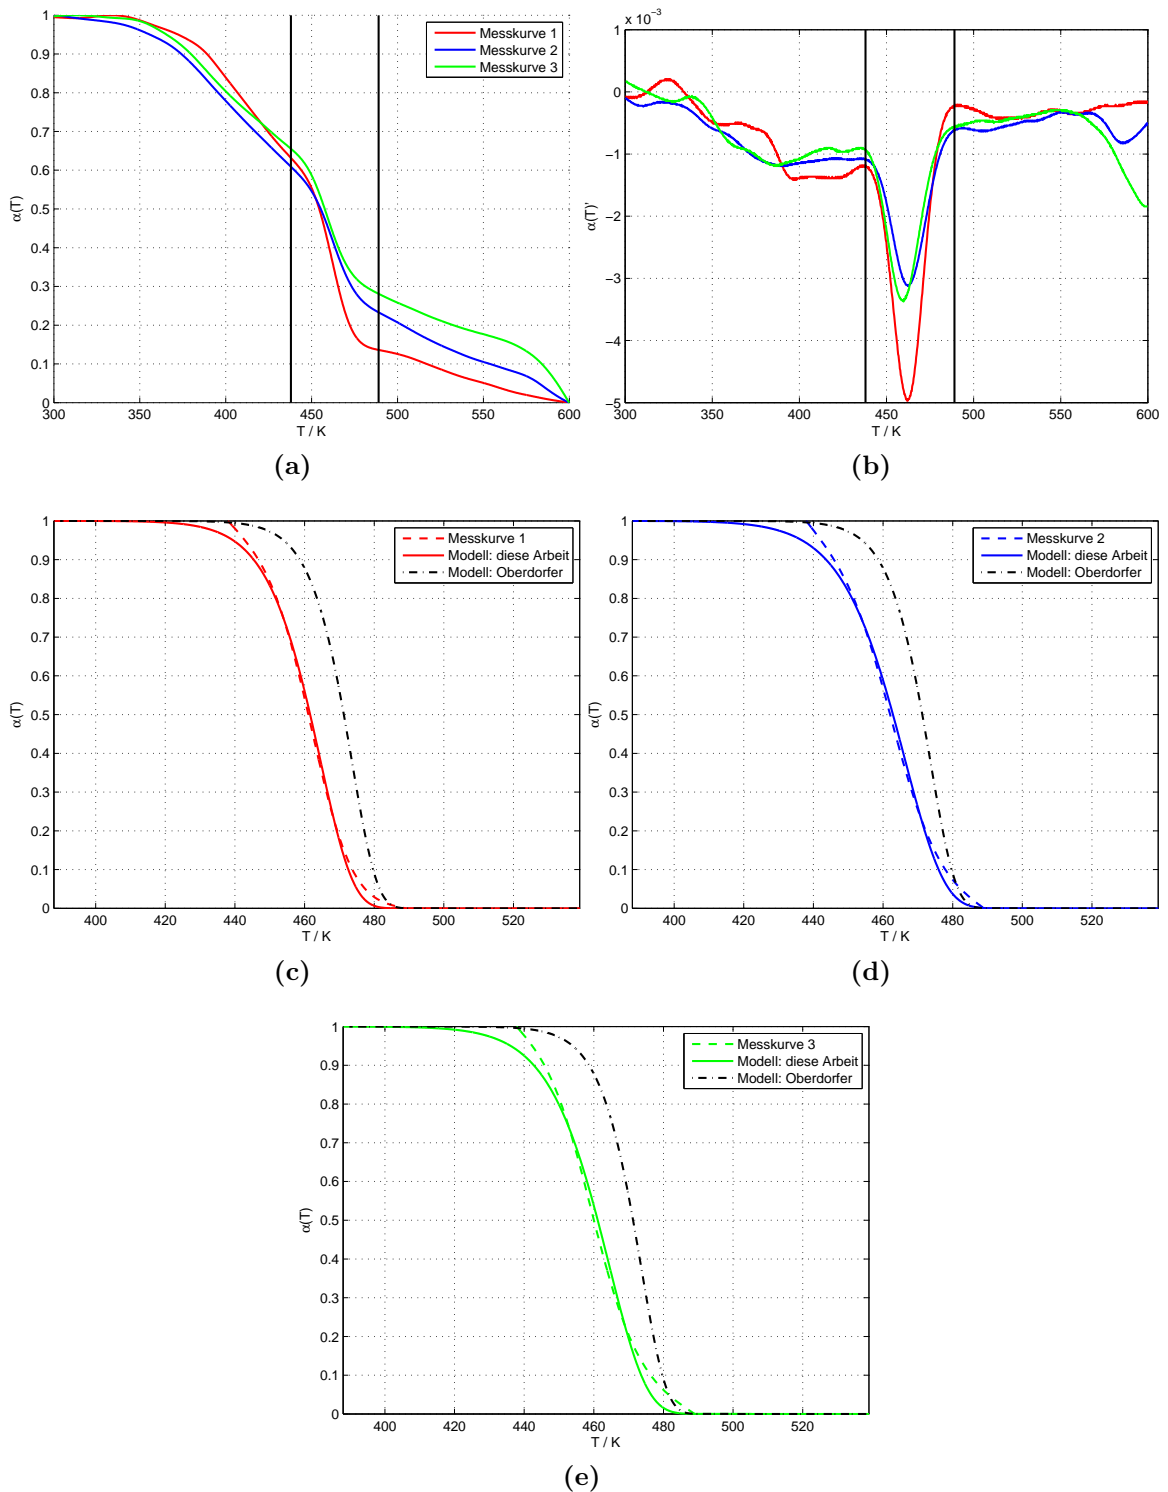 1
0.9
0.8
0.7
0.6
0.5
0.4
0.3
0.2
0.1
0
300 350 400 450 500 550 600
T / K
α(T)
Messkurve 1
Messkurve 2
Messkurve 3
(a)
x 10⁻³
1
0
−1
−2
−3
−4
−5
300 350 400 450 500 550 600
T / K
α(T)'
(b)
1
0.9
0.8
0.7
0.6
0.5
0.4
0.3
0.2
0.1
0
400 420 440 460 480 500 520
T / K
α(T)
Messkurve 1
Modell: diese Arbeit
Modell: Oberdorfer
(c)
1
0.9
0.8
0.7
0.6
0.5
0.4
0.3
0.2
0.1
0
400 420 440 460 480 500 520
T / K
α(T)
Messkurve 2
Modell: diese Arbeit
Modell: Oberdorfer
(d)
1
0.9
0.8
0.7
0.6
0.5
0.4
0.3
0.2
0.1
0
400 420 440 460 480 500 520
T / K
α(T)
Messkurve 3
Modell: diese Arbeit
Modell: Oberdorfer
(e)